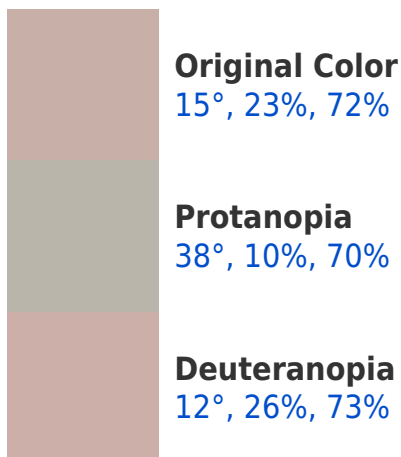 Original Color
15°, 23%, 72%
Protanopia
38°, 10%, 70%
Deuteranopia
12°, 26%, 73%